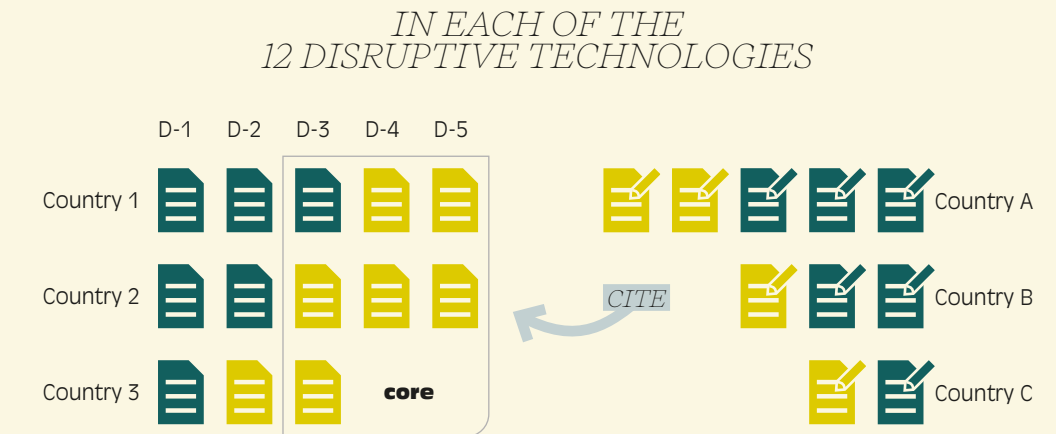 IN EACH OF THE
12 DISRUPTIVE TECHNOLOGIES
D-1 D-2 D-3 D-4 D-5
Country 1
Country A
Country 2
CITE
Country B
Country 3
core
Country C